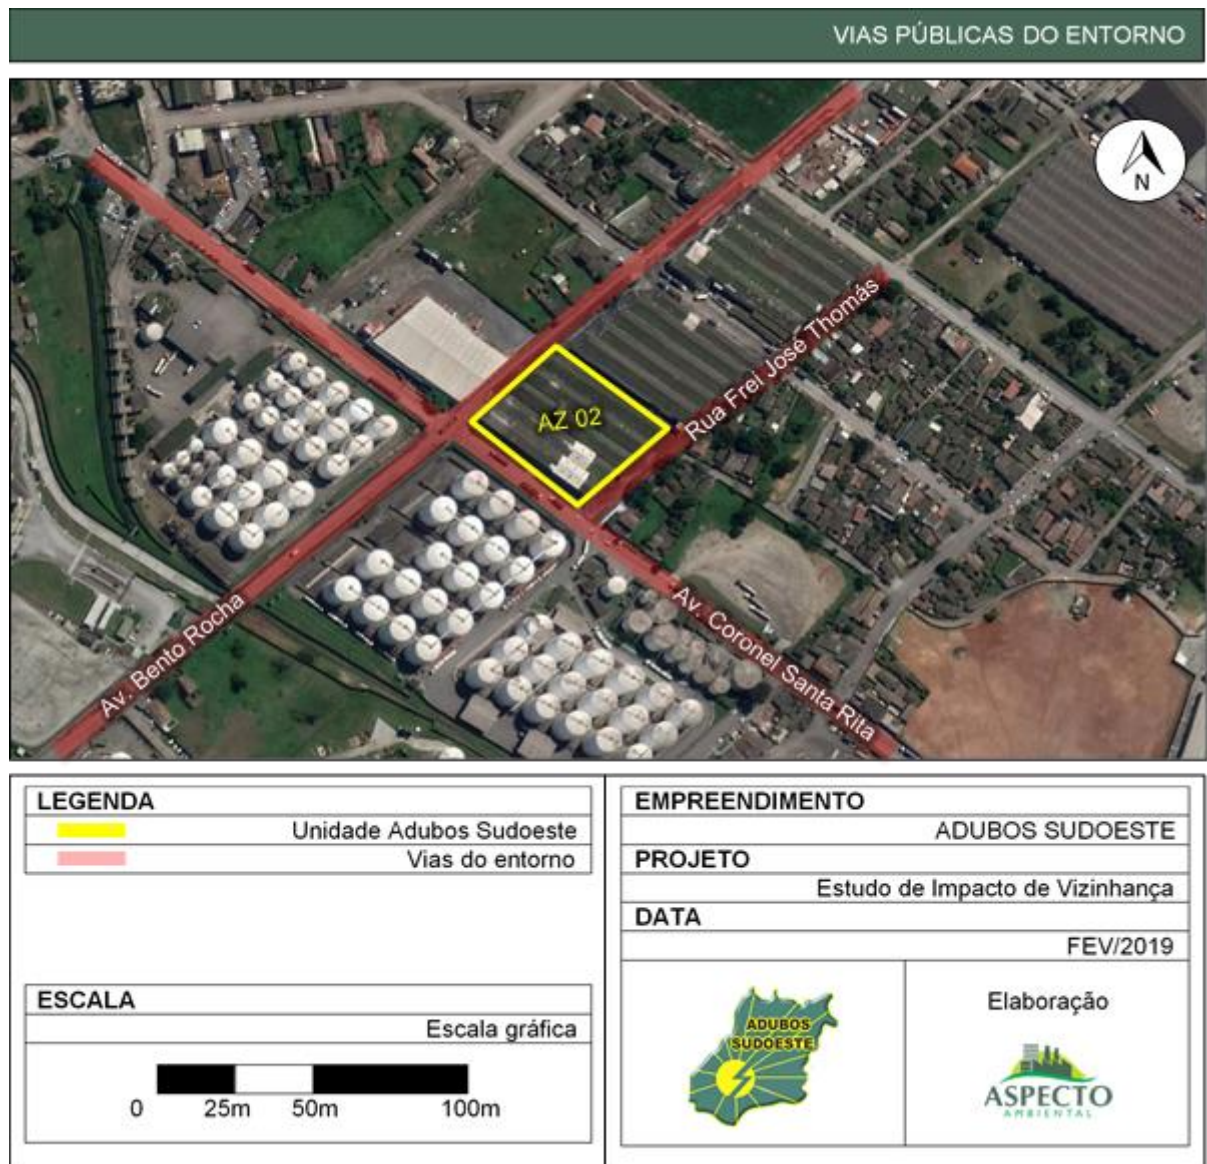 VIAS PÚBLICAS DO ENTORNO
N
AZ 02
Rua Frei José Thomás
Av. Bento Rocha
Av. Coronel Santa Rita
LEGENDA
Unidade Adubos Sudoeste
Vias do entorno
ESCALA
Escala gráfica
0 25m 50m 100m
EMPREENDIMENTO
ADUBOS SUDOESTE
PROJETO
Estudo de Impacto de Vizinhança
DATA
FEV/2019
ADUBOS
SUDOESTE
Elaboração
ASPECTO
AMBIENTAL